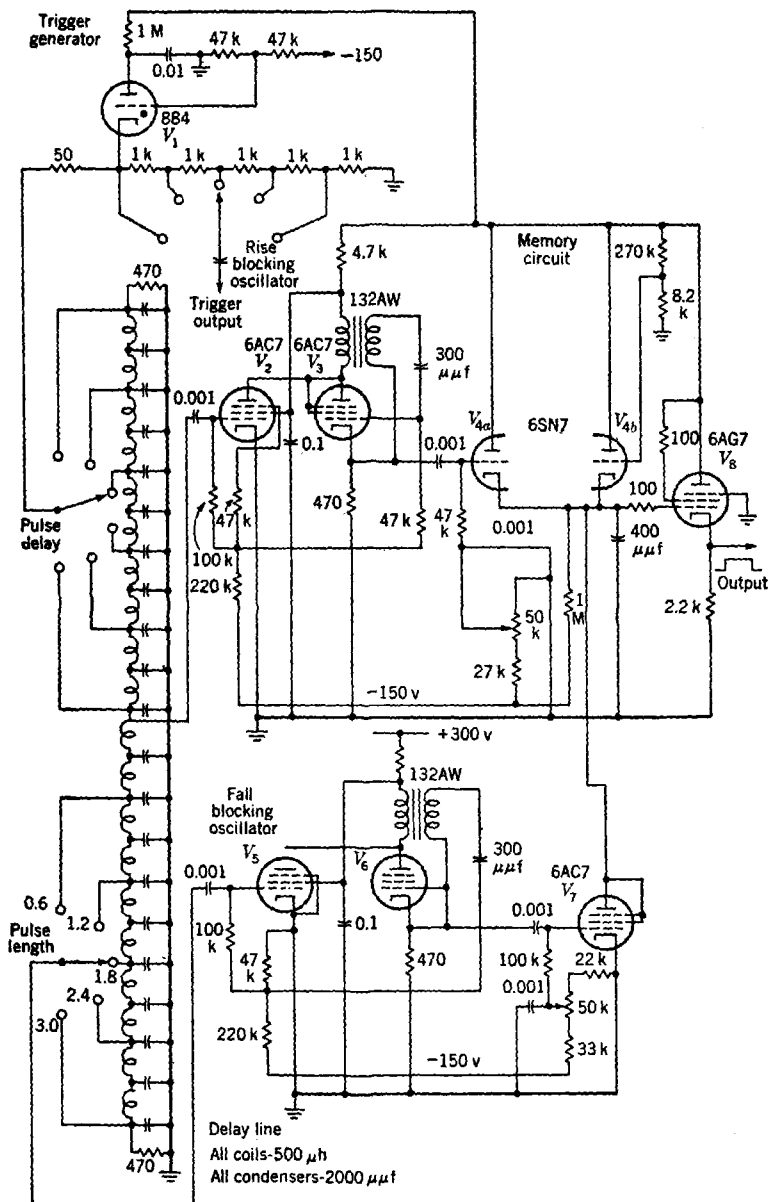 Trigger
generator
1 M
47 k
47 k
-150
0.01
884
V1
50
1 k
1 k
1 k
1 k
1 k
Rise
blocking
oscillator
Trigger
output
470
4.7 k
132AW
Memory
circuit
270 k
8.2
k
6AC7
V2
6AC7
V3
300
μμf
0.001
0.1
0.001
V4a
6SN7
V4b
100
6AG7
V8
Pulse
delay
100 k
47 k
220 k
470
47 k
47
k
0.001
100
400
μμf
Output
50
k
1
M
2.2 k
27 k
-150 v
+300 v
132AW
Fall
blocking
oscillator
V5
V6
300
μμf
6AC7
V7
0.001
0.1
0.001
0.6
1.2
Pulse
length
1.8
2.4
3.0
100
k
47
k
470
100 k
22 k
0.001
50 k
220 k
33 k
-150 v
Delay line
All coils-500 μh
All condensers-2000 μμf
470